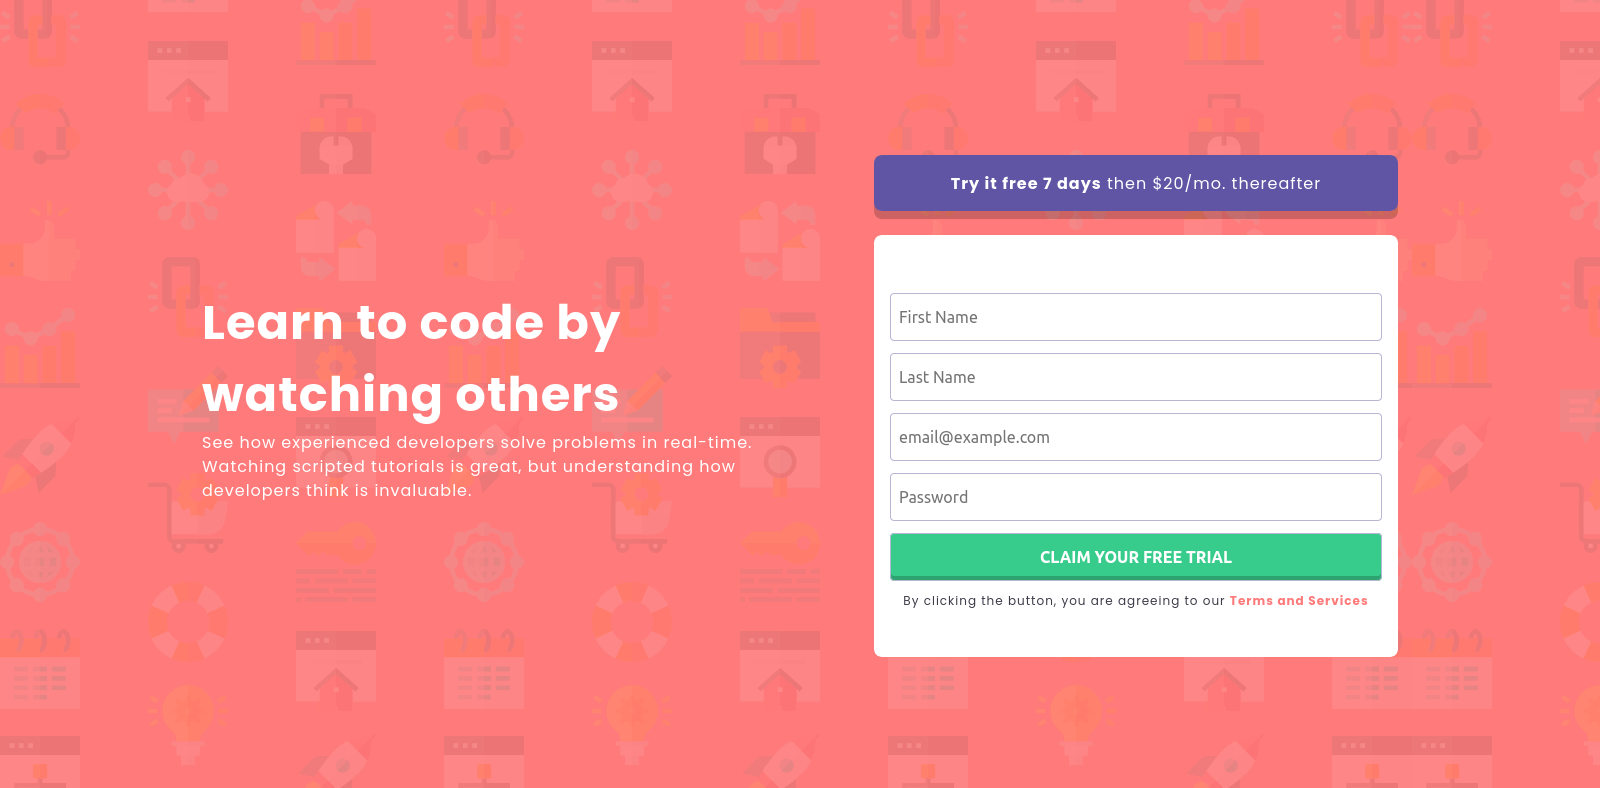 Learn to code by
watching others
See how experienced developers solve problems in real-time.
Watching scripted tutorials is great, but understanding how
developers think is invaluable.
Try it free 7 days then $20/mo. thereafter
First Name
Last Name
email@example.com
Password
CLAIM YOUR FREE TRIAL
By clicking the button, you are agreeing to our Terms and Services